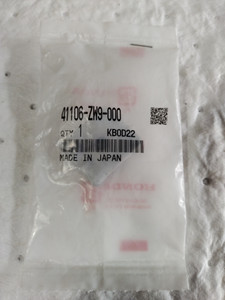 41106-ZW9-000
QTY 1 KB0D22
MADE IN JAPAN